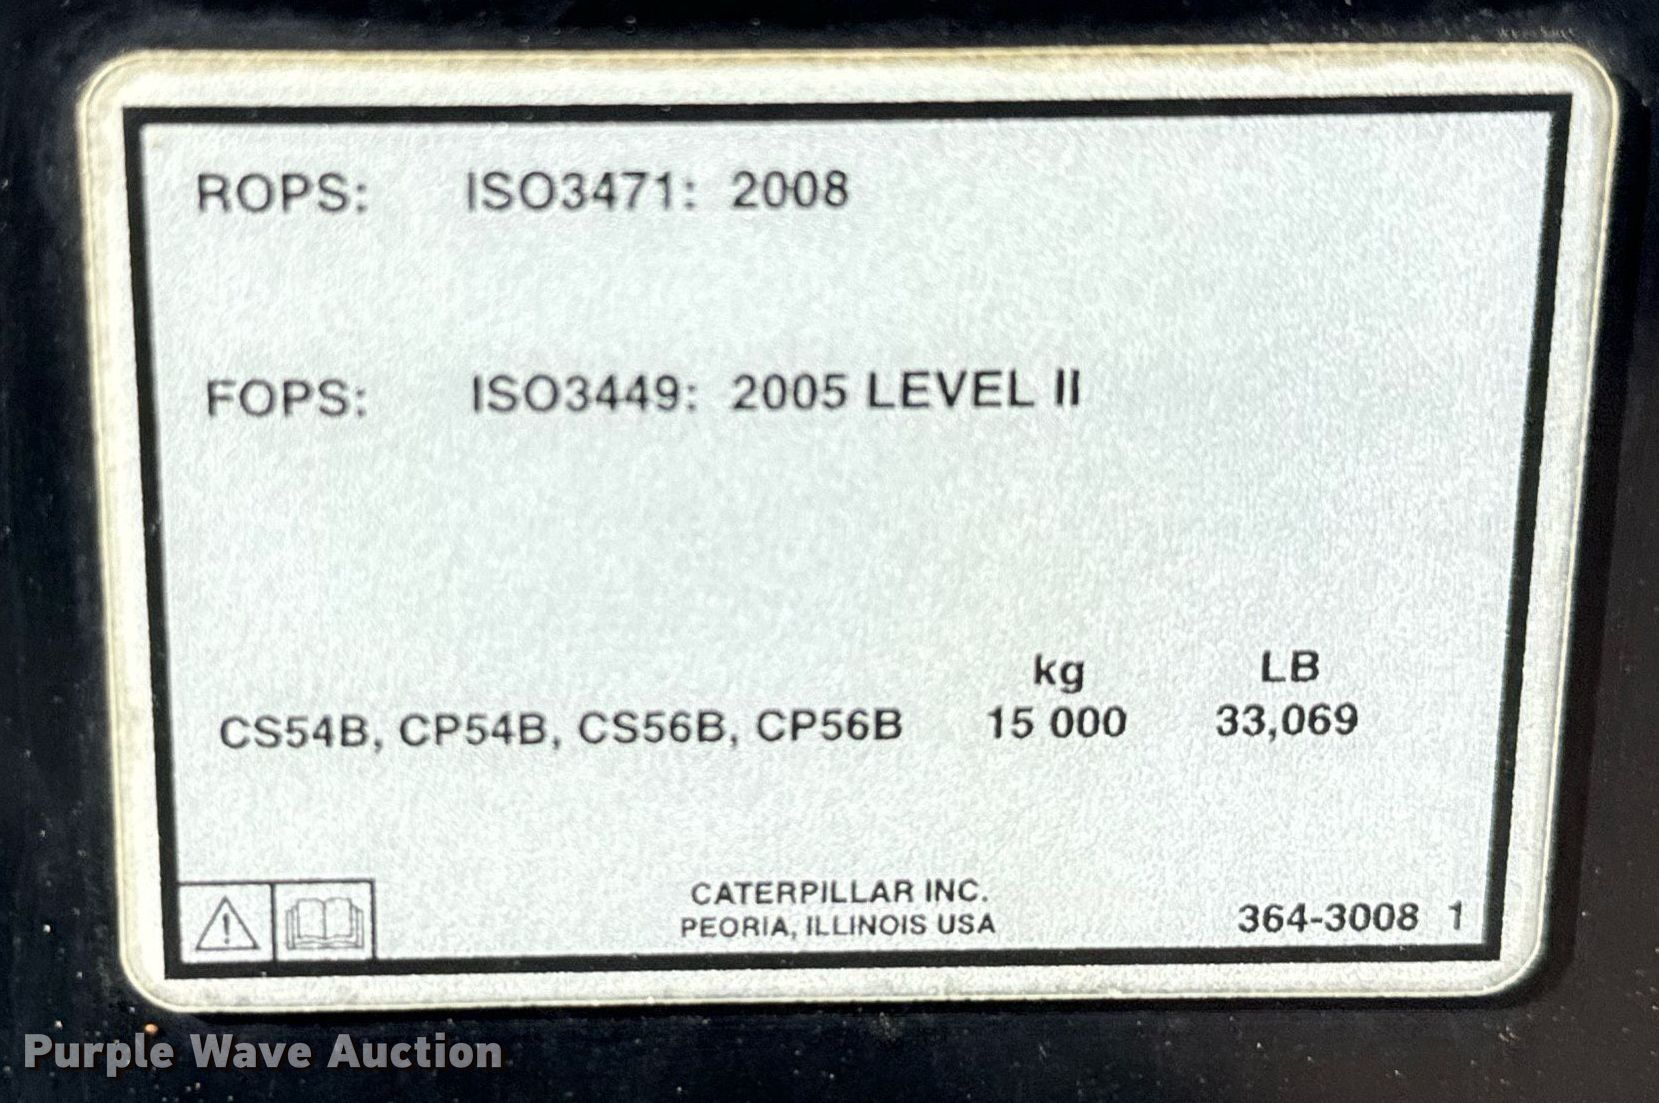 ROPS: ISO3471: 2008
FOPS: ISO3449: 2005 LEVEL II
kg LB
CS54B, CP54B, CS56B, CP56B 15 000 33,069
CATERPILLAR INC.
PEORIA, ILLINOIS USA
364-3008 1
Purple Wave Auction